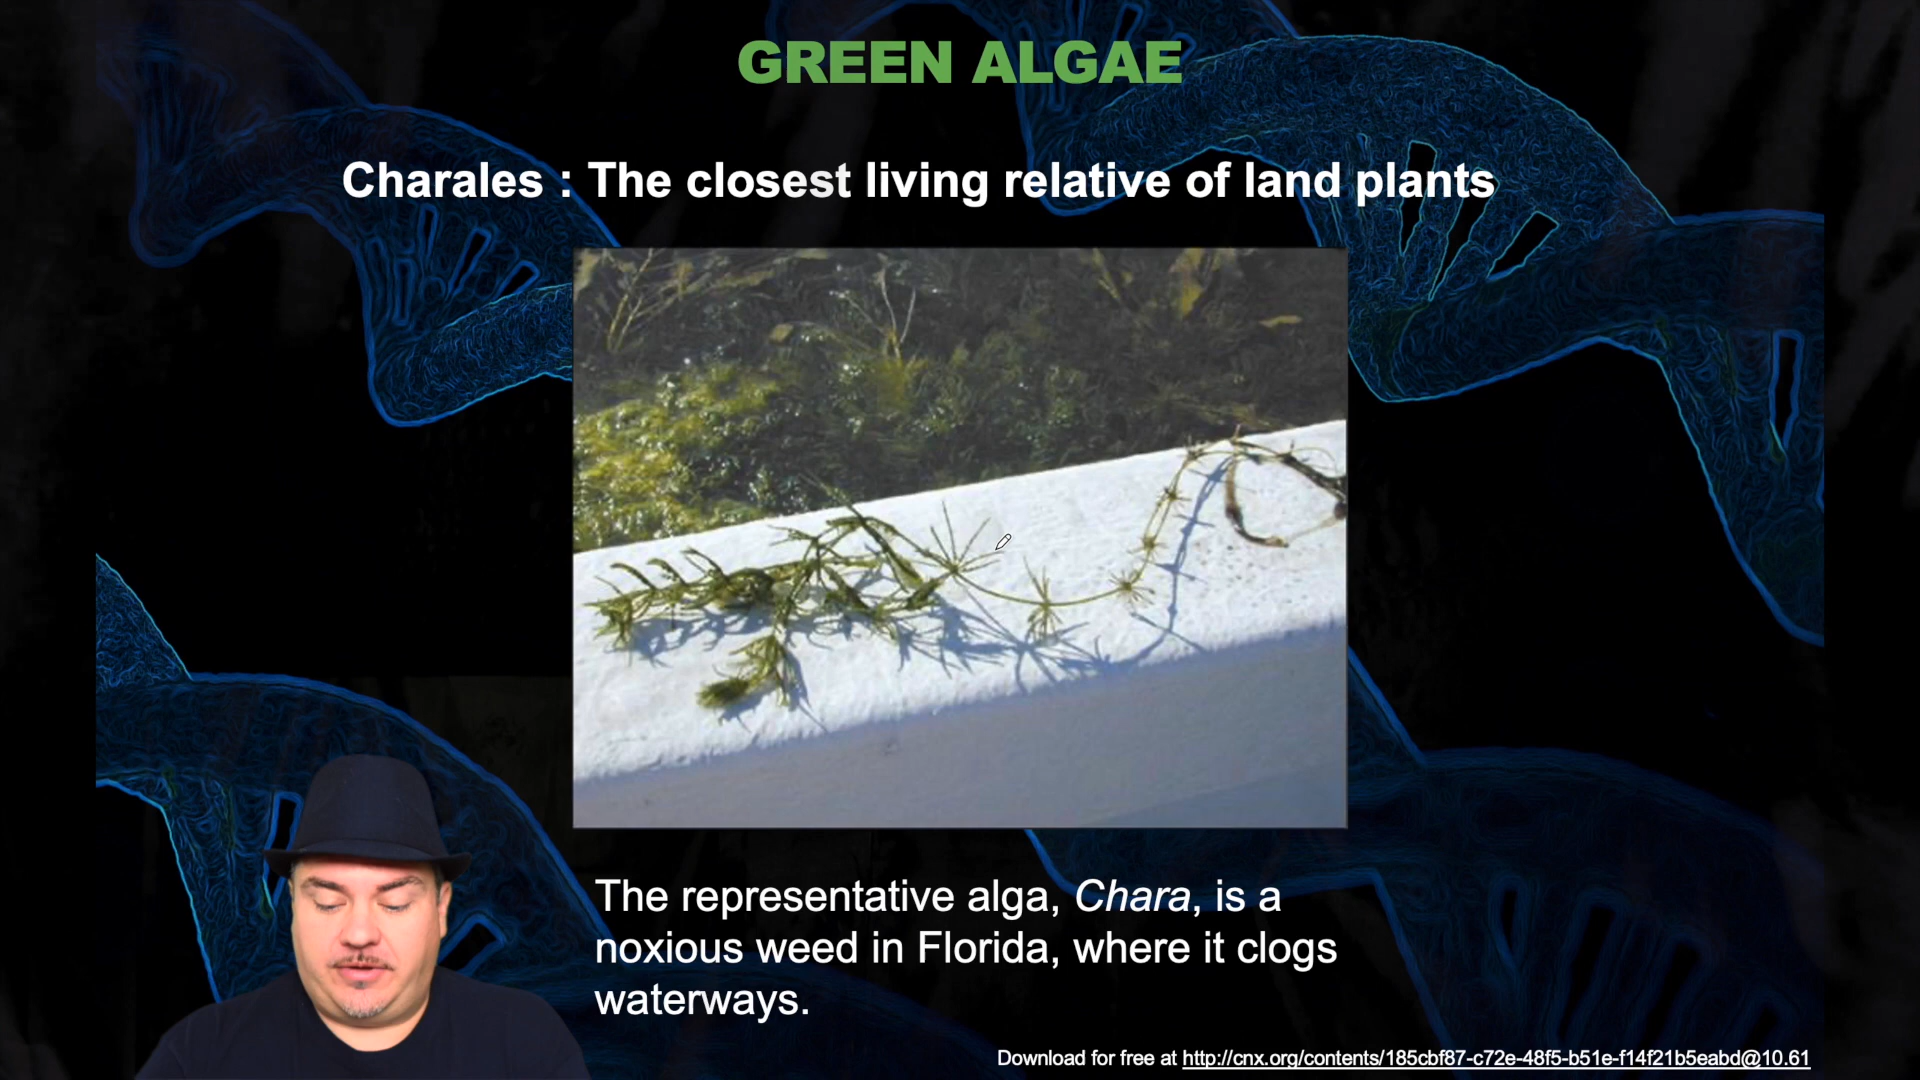 GREEN ALGAE
Charales : The closest living relative of land plants
The representative alga, Chara, is a
noxious weed in Florida, where it clogs
waterways.
Download for free at http://cnx.org/contents/185cbf87-c72e-48f5-b51e-f14f21b5eabd@10.61